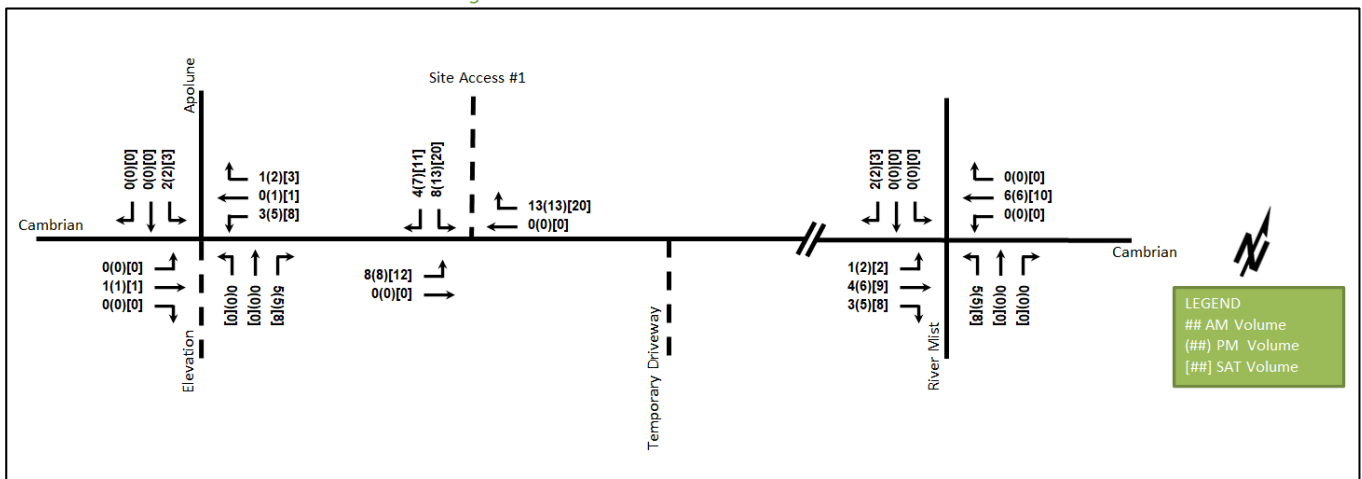 Apolune
Site Access #1
0(0)[0]
0(0)[0]
2(2)[3]
1(2)[3]
0(1)[1]
3(5)[8]
4(7)[11]
8(13)[20]
13(13)[20]
0(0)[0]
2(2)[3]
0(0)[0]
0(0)[0]
0(0)[0]
6(6)[10]
0(0)[0]
Cambrian
Cambrian
0(0)[0]
1(1)[1]
0(0)[0]
0(0)[0]
0(0)[0]
5(5)[8]
8(8)[12]
0(0)[0]
1(2)[2]
4(6)[9]
3(5)[8]
5(5)[8]
0(0)[0]
0(0)[0]
Elevation
Temporary Driveway
River Mist
N
LEGEND
## AM Volume
(##) PM Volume
[##] SAT Volume